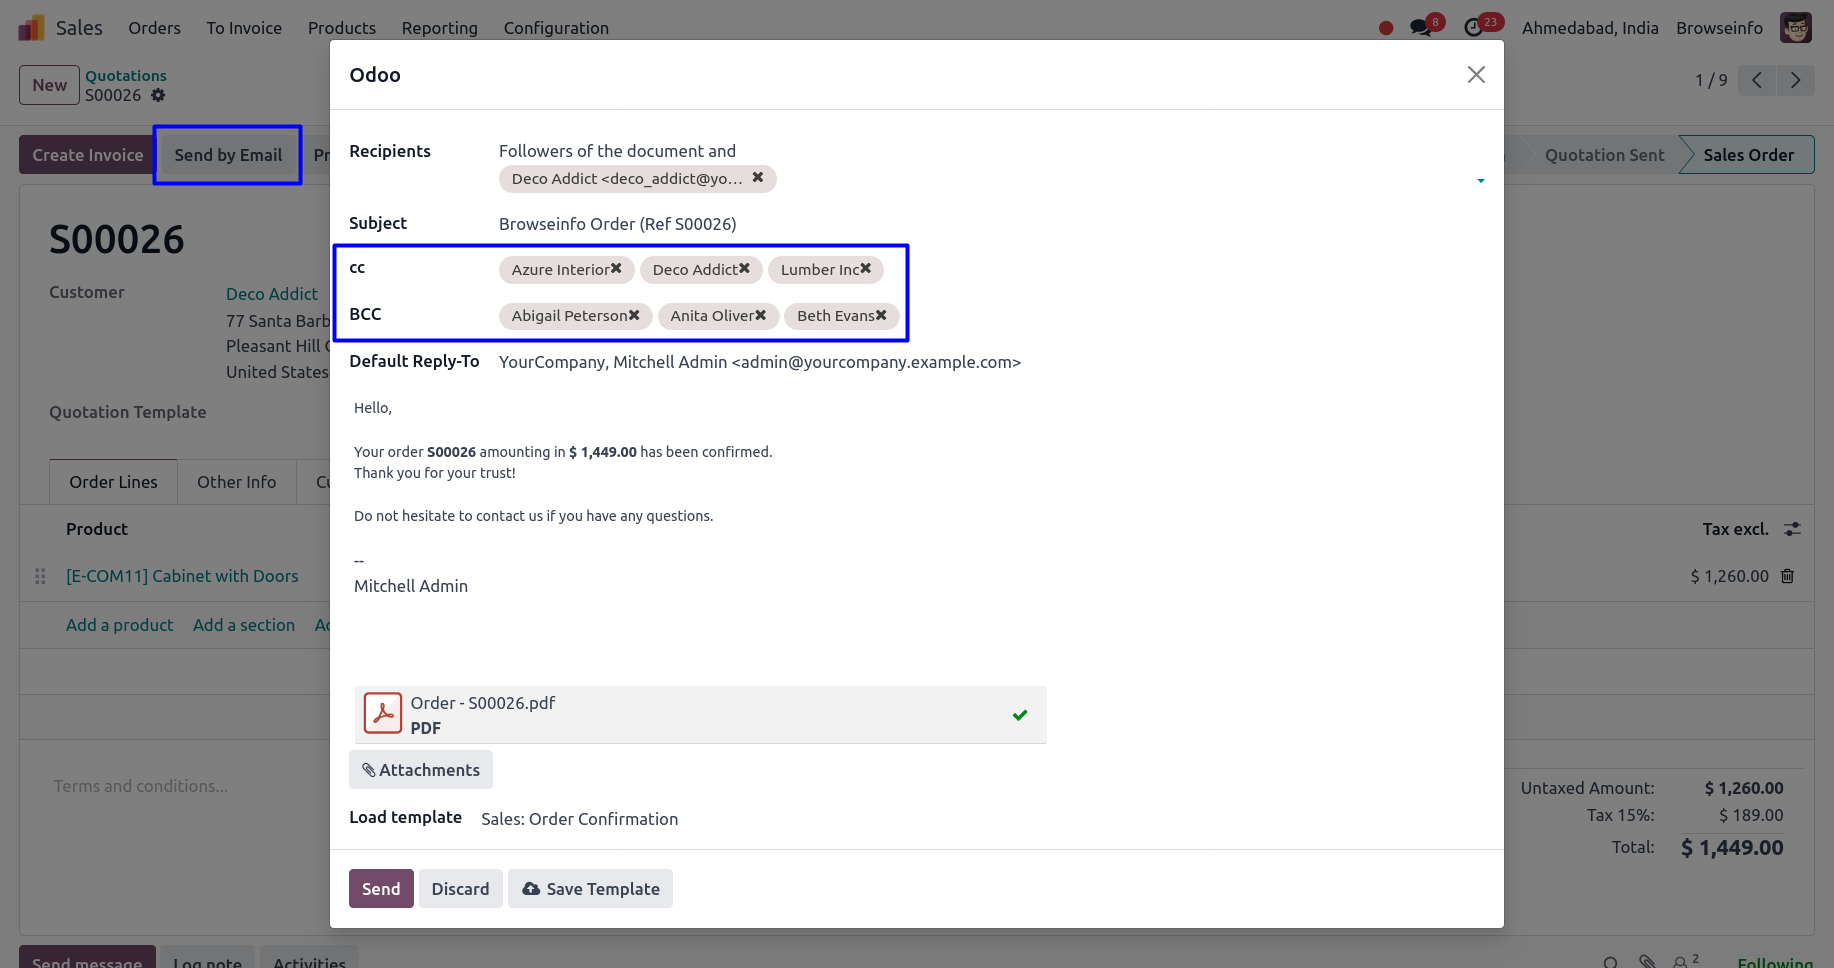 Sales Orders To Invoice Products Reporting Configuration 8 23 Ahmedabad, India Browseinfo
New Quotations
S00026 1 / 9
Create Invoice Send by Email Quotation Sent Sales Order
S00026
Customer Deco Addict
77 Santa Barb
Pleasant Hill
United States
Quotation Template
Order Lines Other Info
Product Tax excl.
[E-COM11] Cabinet with Doors $ 1,260.00
Add a product Add a section
Terms and conditions...
Untaxed Amount: $ 1,260.00
Tax 15%: $ 189.00
Total: $ 1,449.00
Send message Log note Activities 2 Following
Odoo
Recipients Followers of the document and
Deco Addict <deco_addict@yo...
Subject Browseinfo Order (Ref S00026)
cc Azure Interior Deco Addict Lumber Inc
BCC Abigail Peterson Anita Oliver Beth Evans
Default Reply-To YourCompany, Mitchell Admin <admin@yourcompany.example.com>
Hello,
Your order S00026 amounting in $ 1,449.00 has been confirmed.
Thank you for your trust!
Do not hesitate to contact us if you have any questions.
--
Mitchell Admin
Order - S00026.pdf
PDF
Attachments
Load template Sales: Order Confirmation
Send Discard Save Template